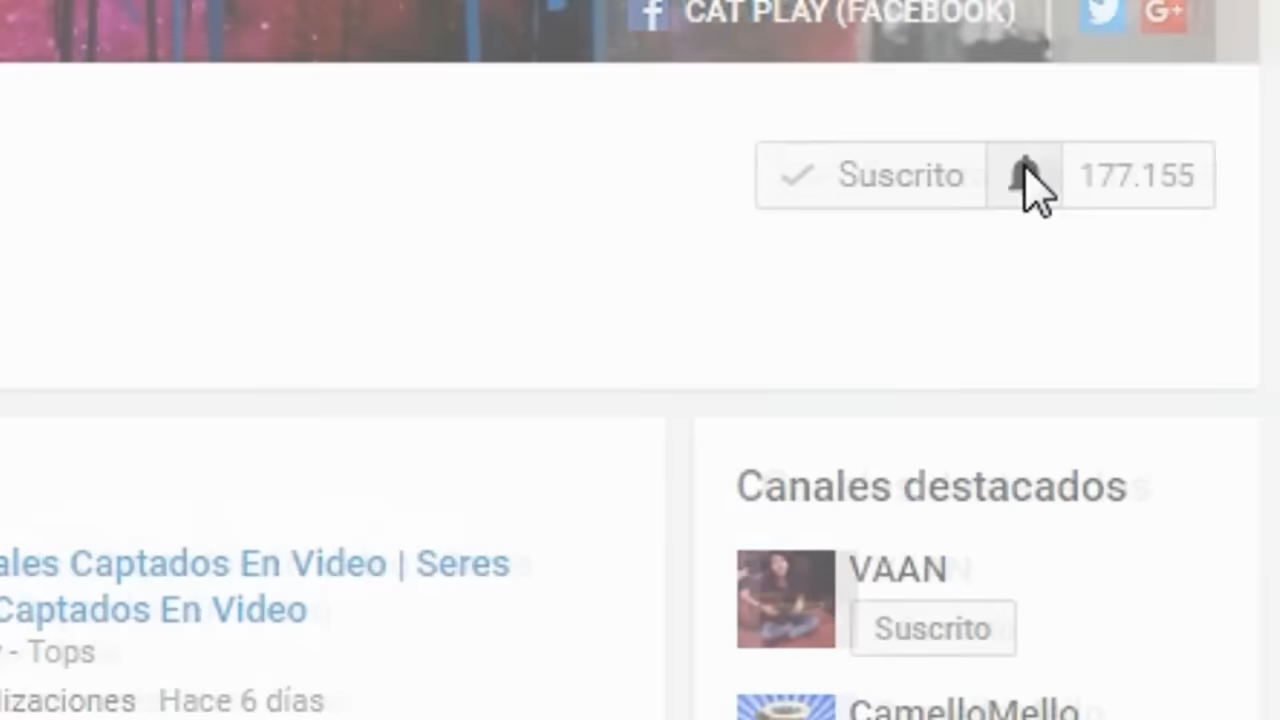 CAT PLAY (FACEBOOK)
G+
Suscrito
177.155
Canales destacados
ales Captados En Video | Seres
Captados En Video
- Tops
lizaciones Hace 6 días
VAAN
Suscrito
CamelloMello